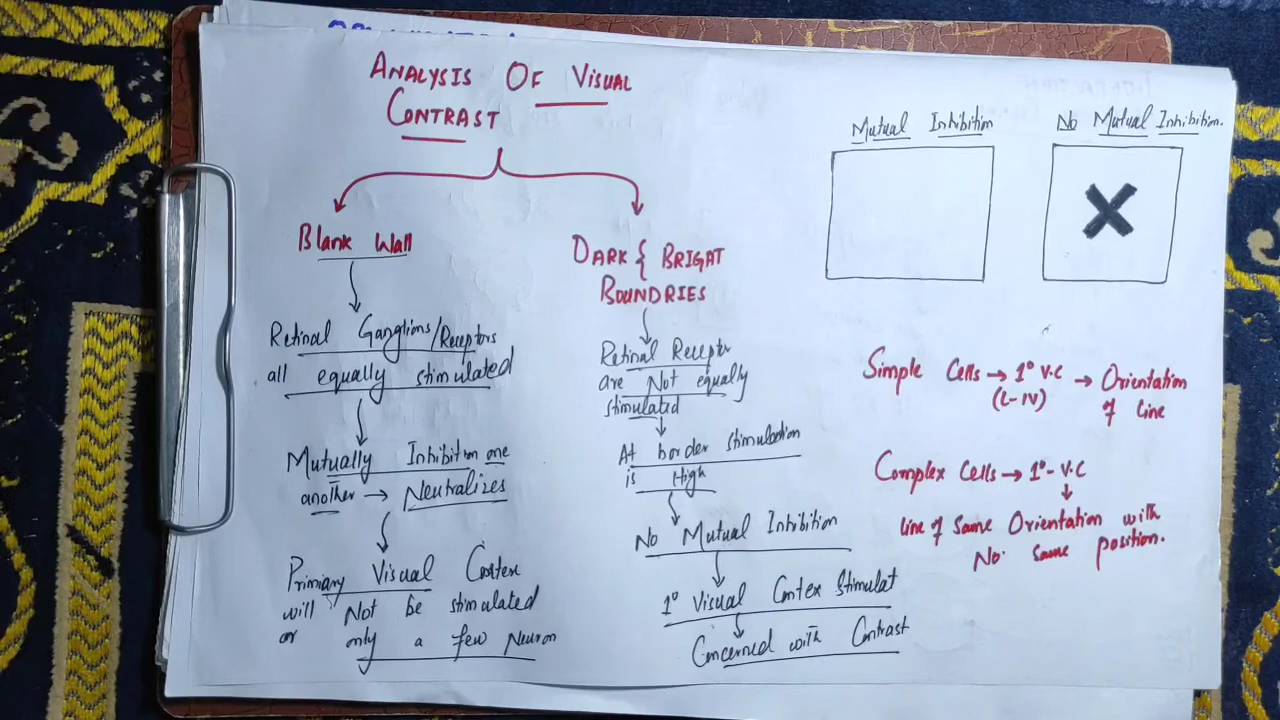 ANALYSIS OF VISUAL
CONTRAST
Blank Wall
Retinal Ganglions/Receptors
all equally stimulated
Mutually Inhibition one
another → Neutralizes
Primiary Visual Cortex
will Not be stimulated
or only a few Neuron
DARK & BRIGHT
BOUNDRIES
Retinal Receptor
are Not equally
stimulated
At border stimulation
is High
No Mutual Inhibition
1° Visual Cortex Stimulat
Concerned with Contrast
Mutual Inhibition
No Mutual Inhibition.
Simple Cells → 1° V.C → Orientation
(L-IV) of line
Complex Cells → 1°- V.C
line of Same Orientation with
No. same position.